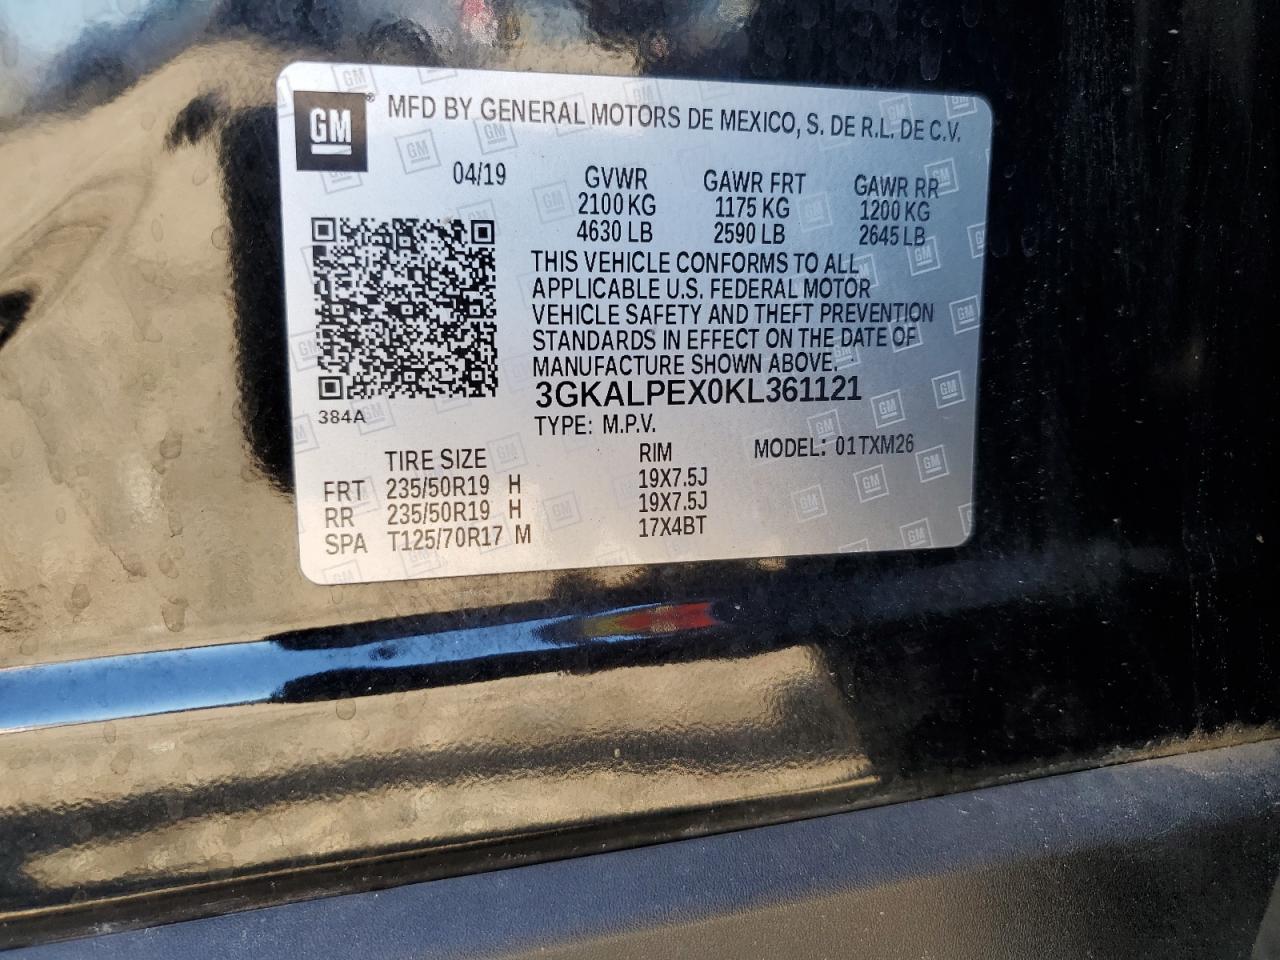 GM ® MFD BY GENERAL MOTORS DE MEXICO, S. DE R.L. DE C.V.
04/19 GVWR GAWR FRT GAWR RR
2100 KG 1175 KG 1200 KG
4630 LB 2590 LB 2645 LB
THIS VEHICLE CONFORMS TO ALL
APPLICABLE U.S. FEDERAL MOTOR
VEHICLE SAFETY AND THEFT PREVENTION
STANDARDS IN EFFECT ON THE DATE OF
MANUFACTURE SHOWN ABOVE.
3GKALPEX0KL361121
384A
TYPE: M.P.V.
TIRE SIZE RIM MODEL: 01TXM26
FRT 235/50R19 H 19X7.5J
RR 235/50R19 H 19X7.5J
SPA T125/70R17 M 17X4BT